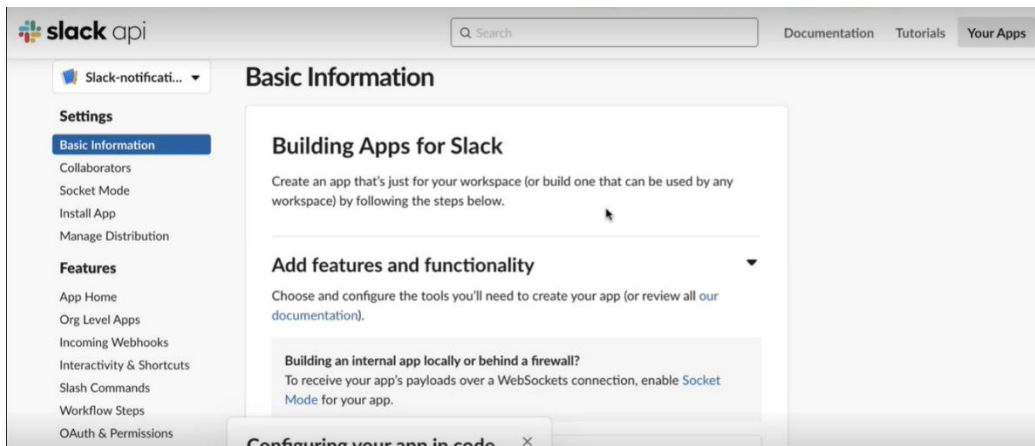 slack api
Search
Documentation
Tutorials
Your Apps
Slack-notificati...
Settings
Basic Information
Collaborators
Socket Mode
Install App
Manage Distribution
Features
App Home
Org Level Apps
Incoming Webhooks
Interactivity & Shortcuts
Slash Commands
Workflow Steps
OAuth & Permissions
Basic Information
Building Apps for Slack
Create an app that's just for your workspace (or build one that can be used by any
workspace) by following the steps below.
Add features and functionality
Choose and configure the tools you'll need to create your app (or review all our
documentation).
Building an internal app locally or behind a firewall?
To receive your app's payloads over a WebSockets connection, enable Socket
Mode for your app.
Configuring your app in code